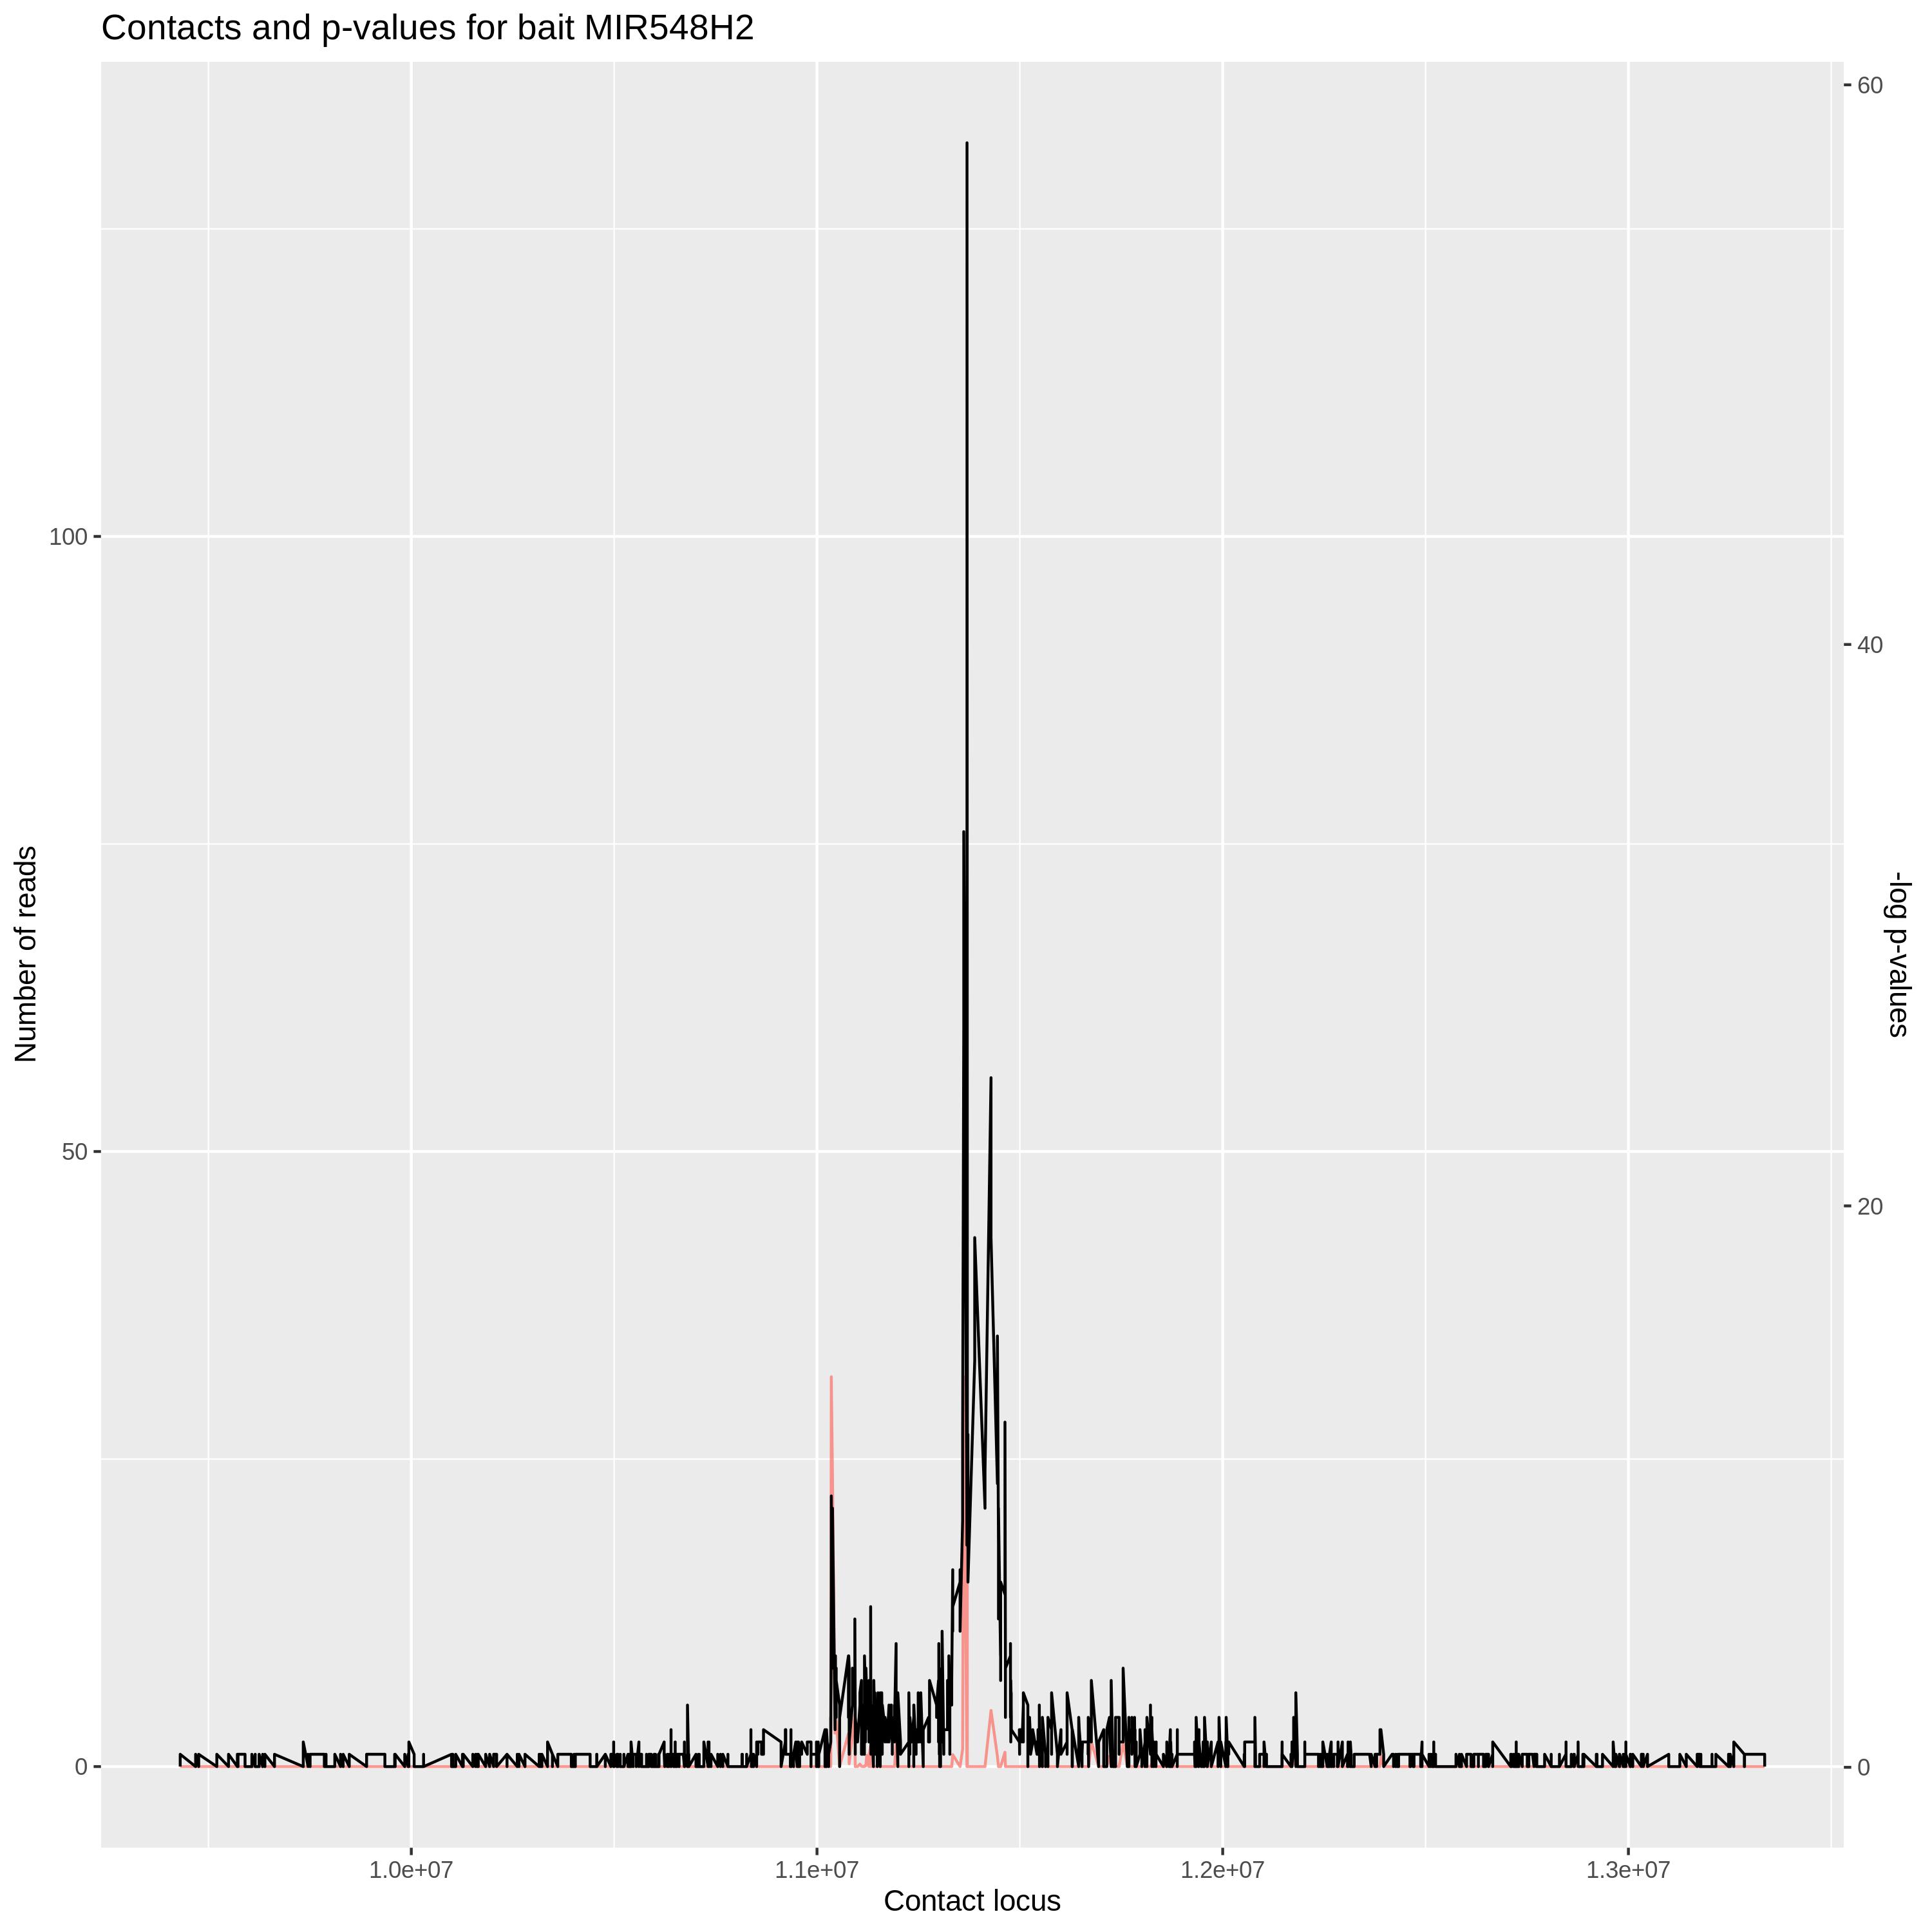 Contacts and p-values for bait MIR548H2
60
100
40
50
20
0
0
Number of reads
-log p-values
1.0e+07
1.1e+07
1.2e+07
1.3e+07
Contact locus